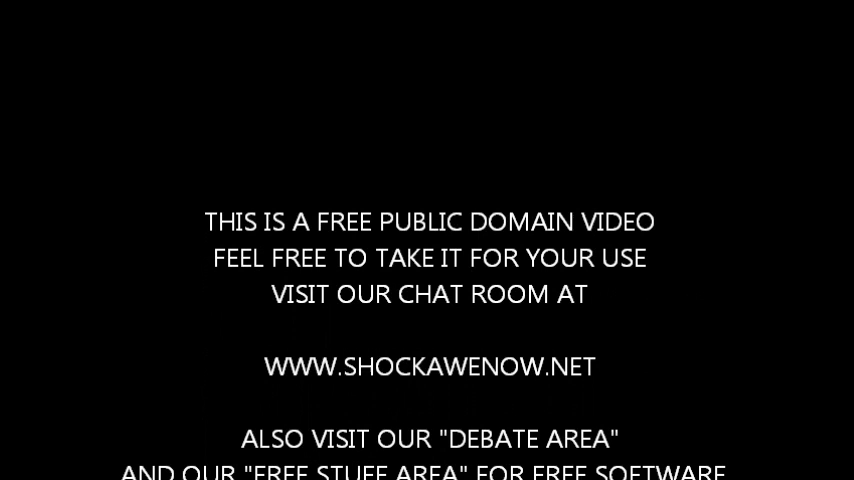 THIS IS A FREE PUBLIC DOMAIN VIDEO
FEEL FREE TO TAKE IT FOR YOUR USE
VISIT OUR CHAT ROOM AT
WWW.SHOCKAWENOW.NET
ALSO VISIT OUR "DEBATE AREA"
AND OUR "FREE STUFF AREA" FOR FREE SOFTWARE